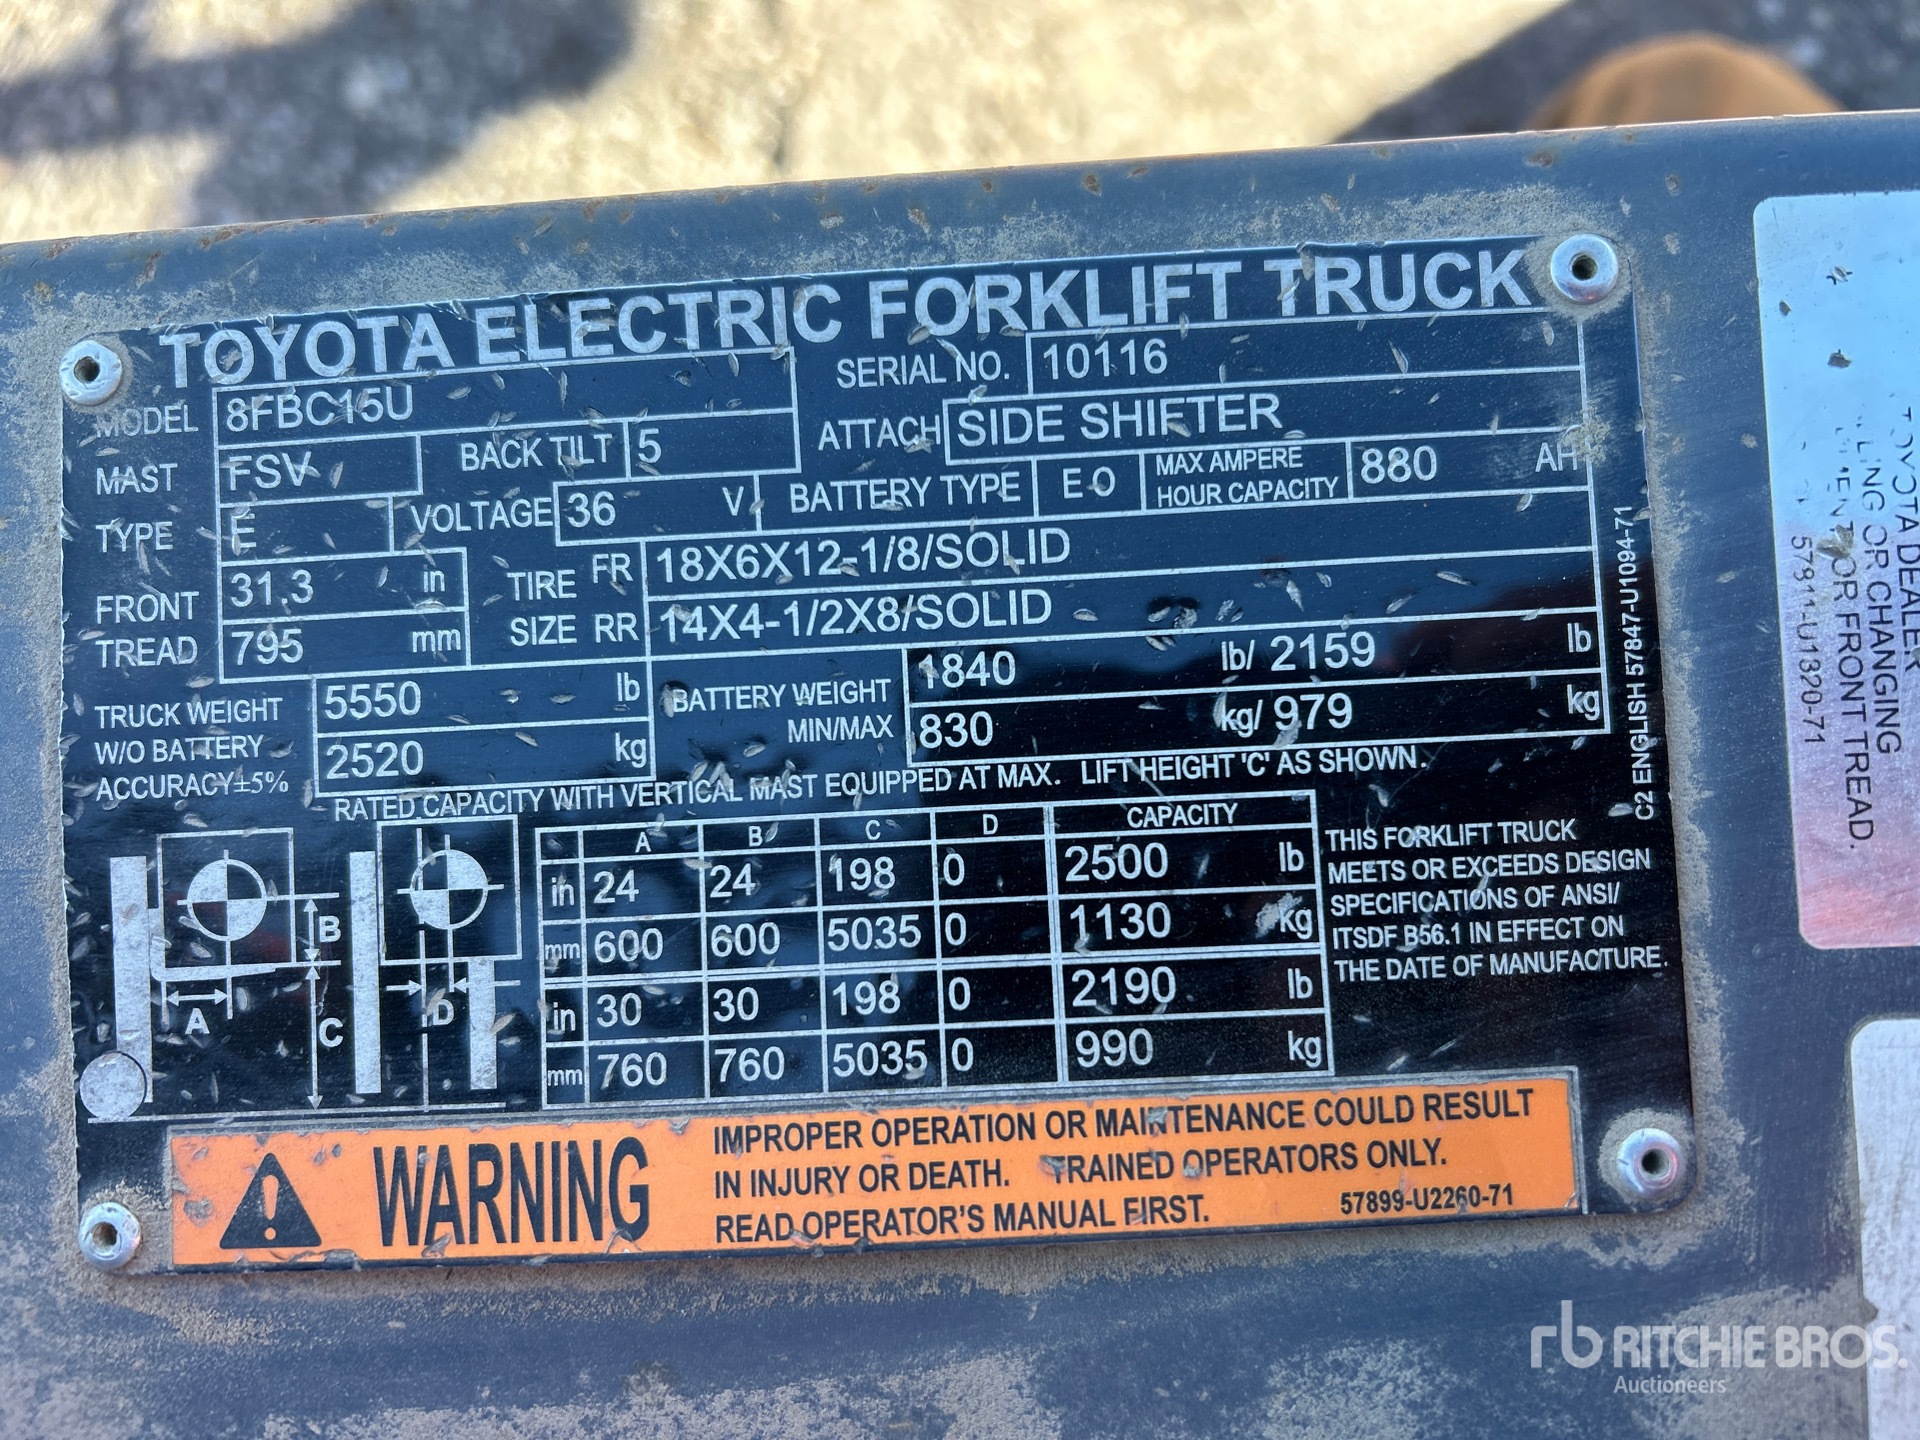 TOYOTA ELECTRIC FORKLIFT TRUCK
MODEL 8FBC15U SERIAL NO. 10116
MAST FSV BACK TILT 5 ATTACH SIDE SHIFTER
TYPE E VOLTAGE 36 V BATTERY TYPE E O MAX AMPERE HOUR CAPACITY 880 AH
FRONT TREAD 31.3 in
795 mm
TIRE SIZE FR 18X6X12-1/8/SOLID
RR 14X4-1/2X8/SOLID
TRUCK WEIGHT W/O BATTERY ACCURACY±5%
5550 lb
2520 kg
BATTERY WEIGHT MIN/MAX
1840 lb/ 2159 lb
830 kg/ 979 kg
RATED CAPACITY WITH VERTICAL MAST EQUIPPED AT MAX. LIFT HEIGHT 'C' AS SHOWN.
A B C D CAPACITY
in 24 24 198 0 2500 lb
mm 600 600 5035 0 1130 kg
in 30 30 198 0 2190 lb
mm 760 760 5035 0 990 kg
A B C D
THIS FORKLIFT TRUCK
MEETS OR EXCEEDS DESIGN
SPECIFICATIONS OF ANSI/
ITSDF B56.1 IN EFFECT ON
THE DATE OF MANUFACTURE.
C2 ENGLISH 57847-U1094-71
WARNING
IMPROPER OPERATION OR MAINTENANCE COULD RESULT
IN INJURY OR DEATH. TRAINED OPERATORS ONLY.
READ OPERATOR'S MANUAL FIRST. 57899-U2260-71
TOYOTA DEALER
OR CHANGING
OR FRONT TREAD.
57911-U1320-71
rb RITCHIE BROS.
Auctioneers